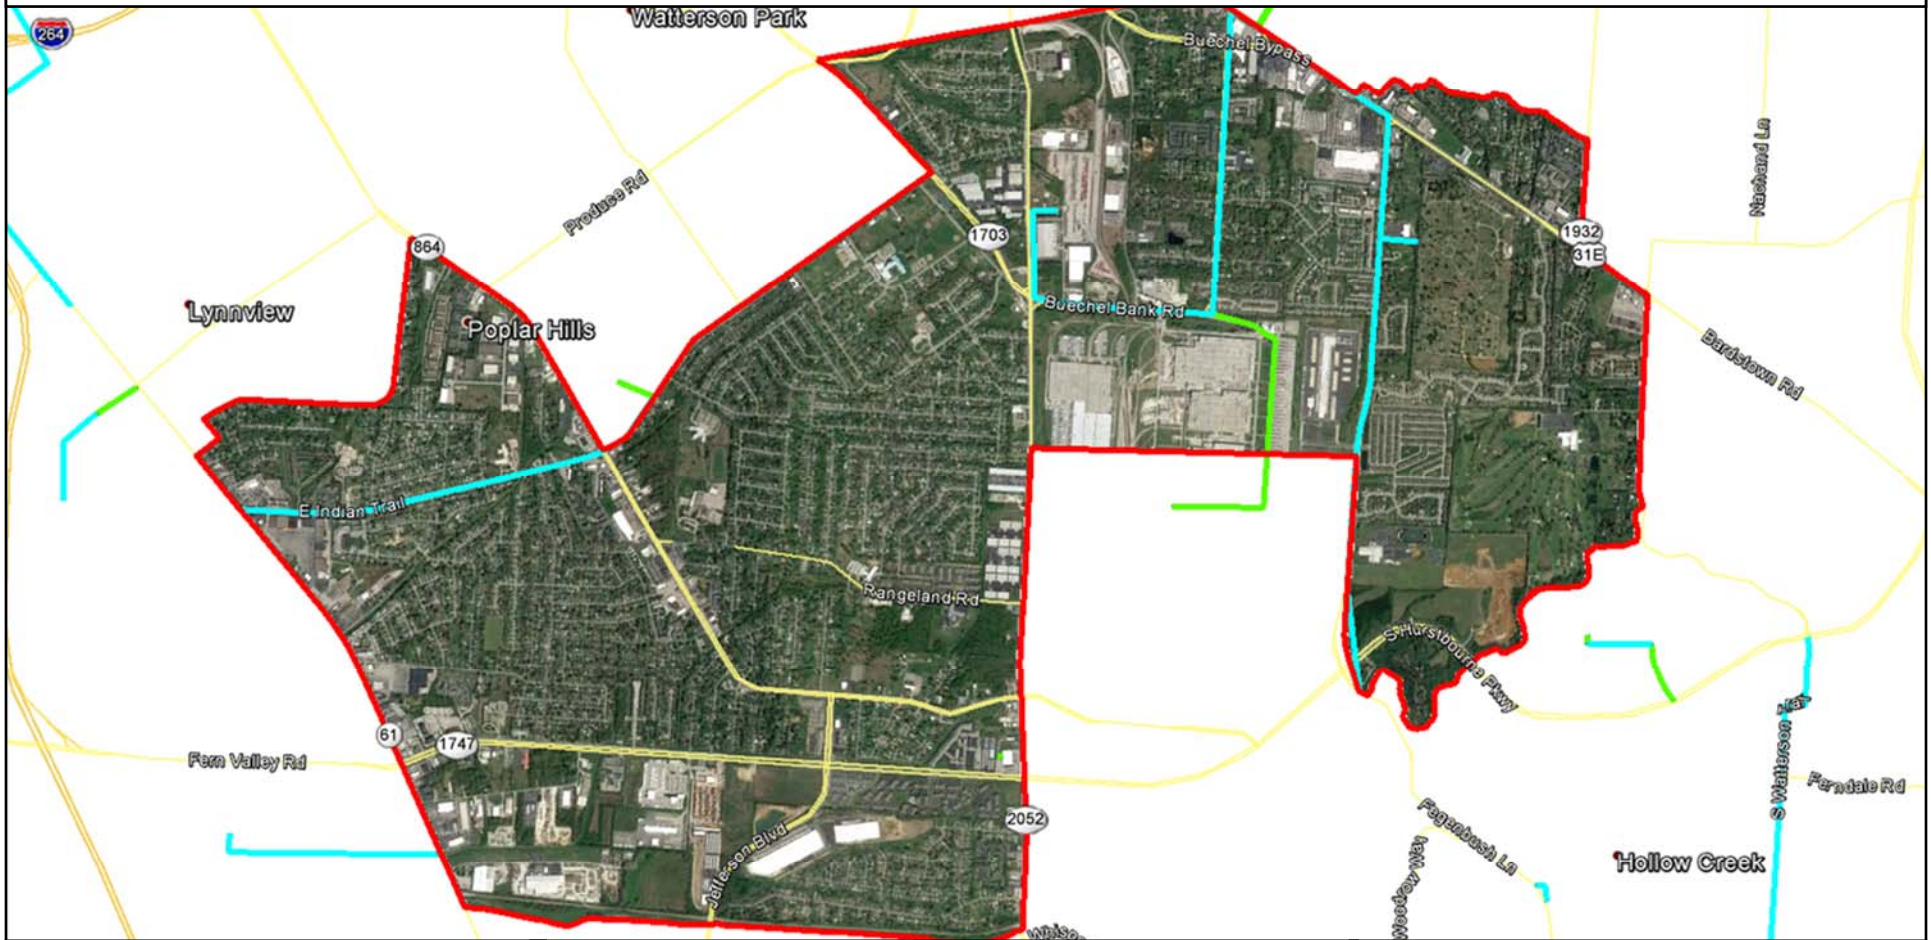 Watterson Park
264
Buechel Bypass
Nachand Ln
Produce Rd
1703
1932
31E
864
Lynnview
Poplar Hills
Buechel Bank Rd
Bardstown Rd
E Indian Trail
Rangeland Rd
S Hurstbourne Pkwy
61
1747
Fern Valley Rd
S Watterson Trail
Ferndale Rd
2052
Jefferson Blvd
Fegenbush Ln
Woodrow Way
Hollow Creek